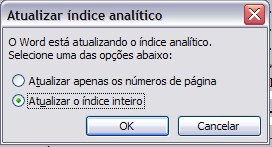 Atualizar índice analítico
O Word está atualizando o índice analítico.
Selecione uma das opções abaixo:
Atualizar apenas os números de página
Atualizar o índice inteiro
OK Cancelar